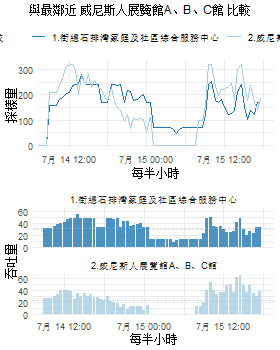 與最鄰近 威尼斯人展覽館A、B、C館 比較
1.街總石排灣家庭及社區綜合服務中心
2.威尼斯
採樣量
300
200
100
0
7月 14 12:00
7月 15 00:00
7月 15 12:00
每半小時
吞吐量
1.街總石排灣家庭及社區綜合服務中心
60
40
20
0
2.威尼斯人展覽館A、B、C館
60
40
20
0
7月 14 12:00
7月 15 00:00
7月 15 12:00
每半小時